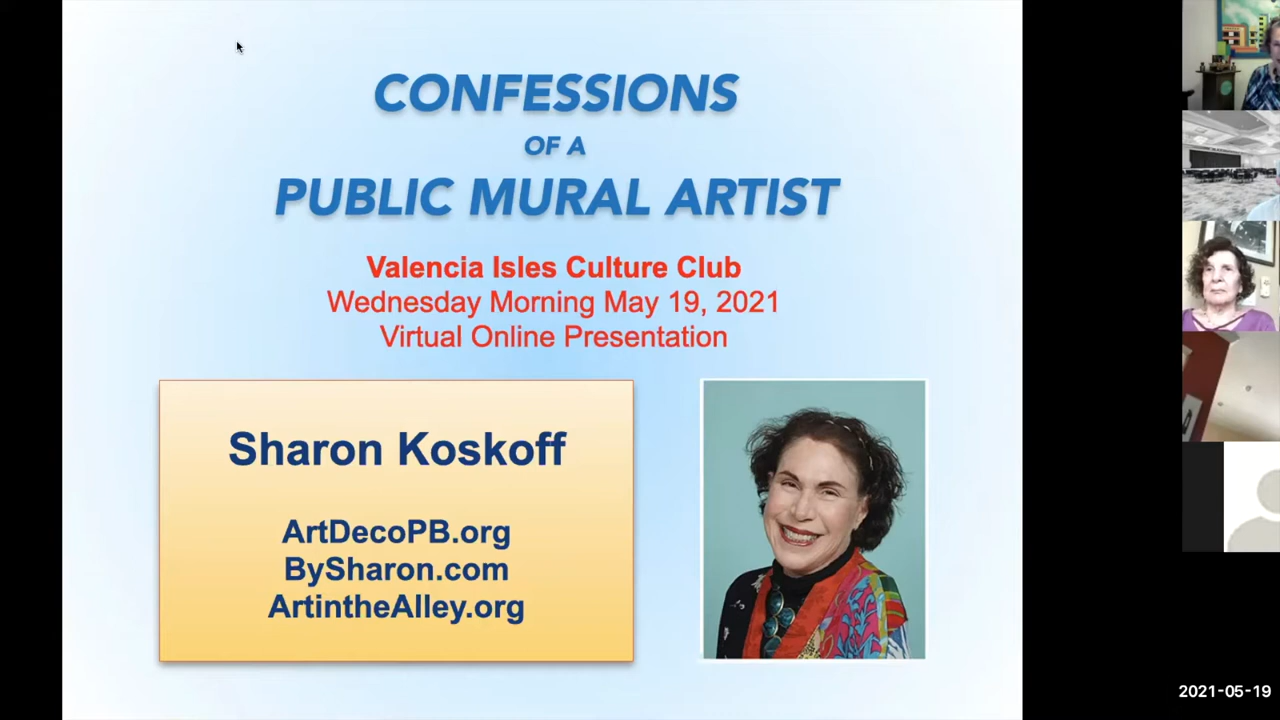 CONFESSIONS
OF A
PUBLIC MURAL ARTIST
Valencia Isles Culture Club
Wednesday Morning May 19, 2021
Virtual Online Presentation
Sharon Koskoff
ArtDecoPB.org
BySharon.com
ArtintheAlley.org
2021-05-19